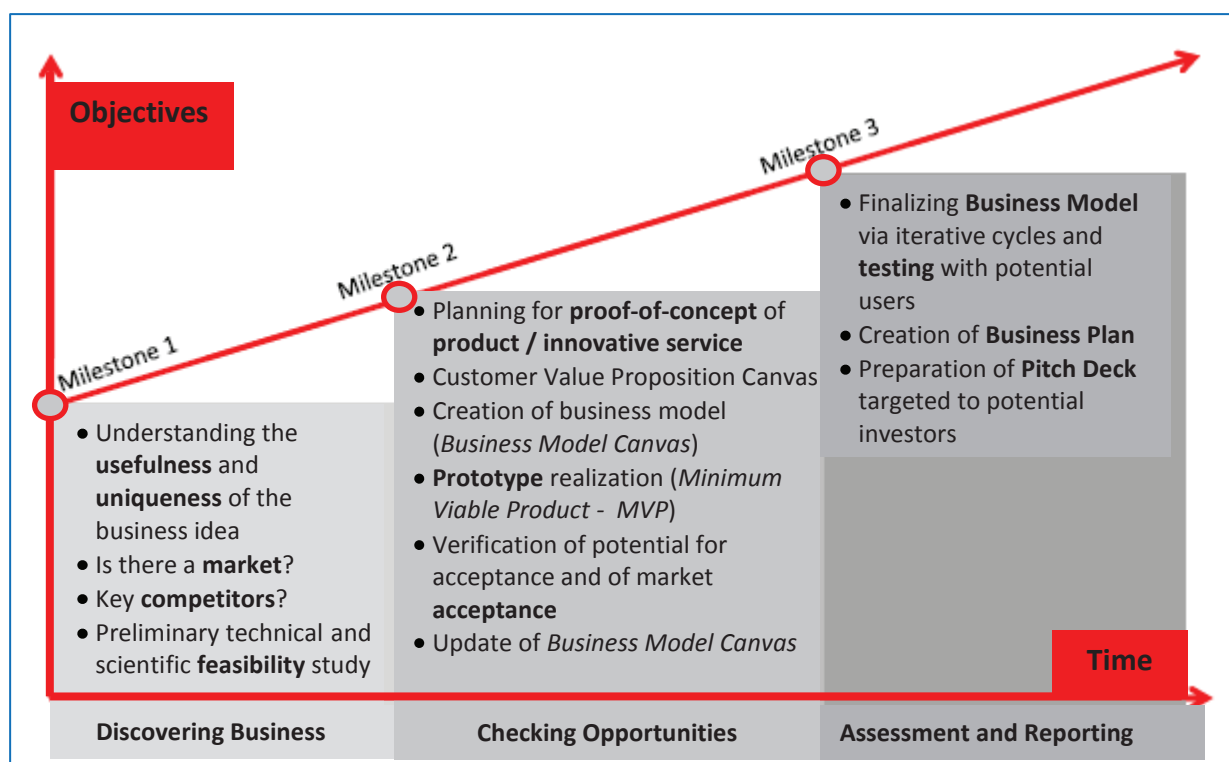 Objectives
Milestone 1
Milestone 2
Milestone 3
• Understanding the
usefulness and
uniqueness of the
business idea
• Is there a market?
• Key competitors?
• Preliminary technical and
scientific feasibility study
• Planning for proof-of-concept of
product / innovative service
• Customer Value Proposition Canvas
• Creation of business model
(Business Model Canvas)
• Prototype realization (Minimum
Viable Product - MVP)
• Verification of potential for
acceptance and of market
acceptance
• Update of Business Model Canvas
• Finalizing Business Model
via iterative cycles and
testing with potential
users
• Creation of Business Plan
• Preparation of Pitch Deck
targeted to potential
investors
Time
Discovering Business
Checking Opportunities
Assessment and Reporting